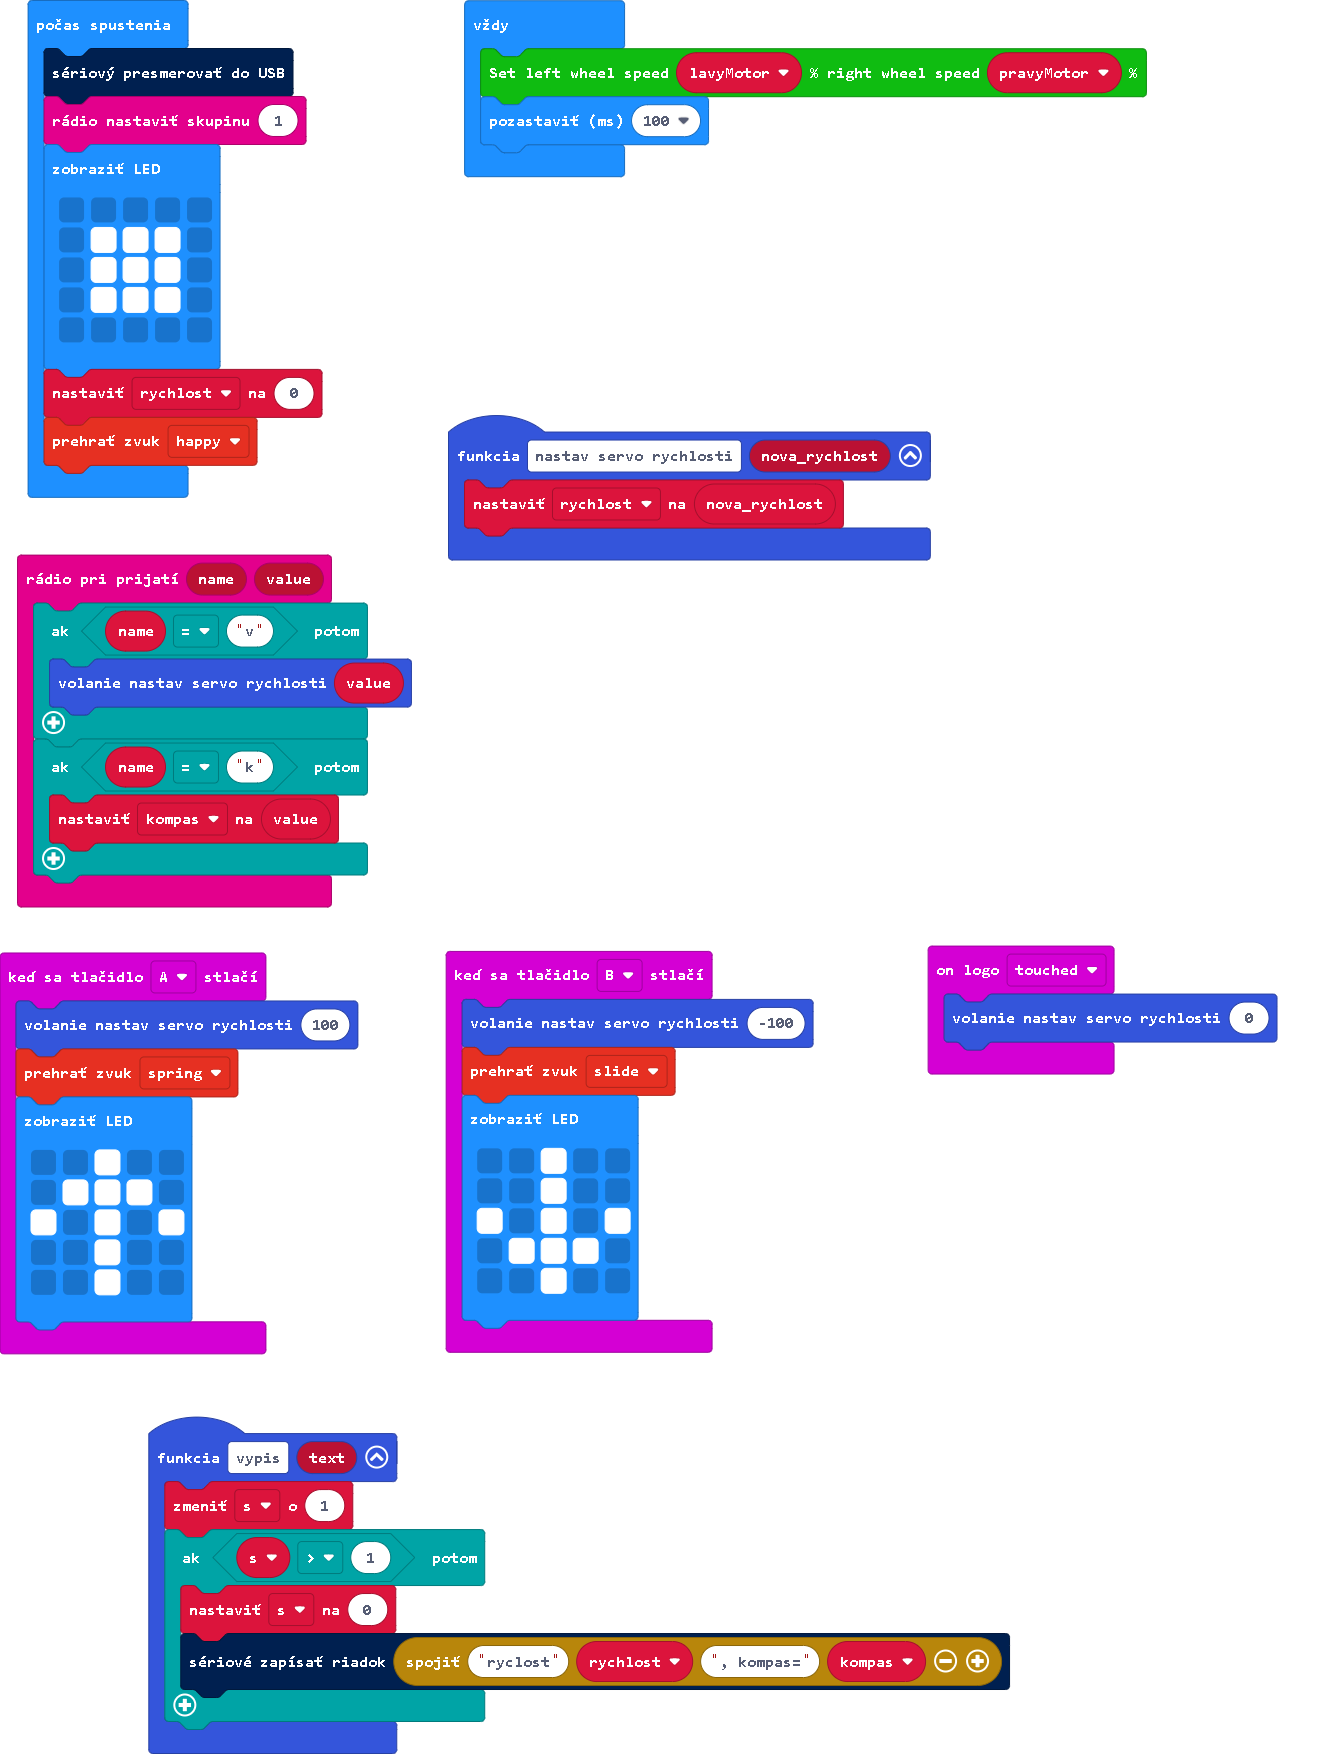 počas spustenia
sériový presmerovať do USB
rádio nastaviť skupinu 1
zobraziť LED
nastaviť rychlost na 0
prehrať zvuk happy
vždy
Set left wheel speed lavyMotor % right wheel speed pravyMotor %
pozastaviť (ms) 100
funkcia nastav servo rychlosti nova_rychlost
nastaviť rychlost na nova_rychlost
rádio pri prijatí name value
ak name = "v" potom
volanie nastav servo rychlosti value
ak name = "k" potom
nastaviť kompas na value
keď sa tlačidlo A stlačí
volanie nastav servo rychlosti 100
prehrať zvuk spring
zobraziť LED
keď sa tlačidlo B stlačí
volanie nastav servo rychlosti -100
prehrať zvuk slide
zobraziť LED
on logo touched
volanie nastav servo rychlosti 0
funkcia vypis text
zmeniť s o 1
ak s > 1 potom
nastaviť s na 0
sériové zapísať riadok spojiť "ryclost" rychlost ", kompas=" kompas